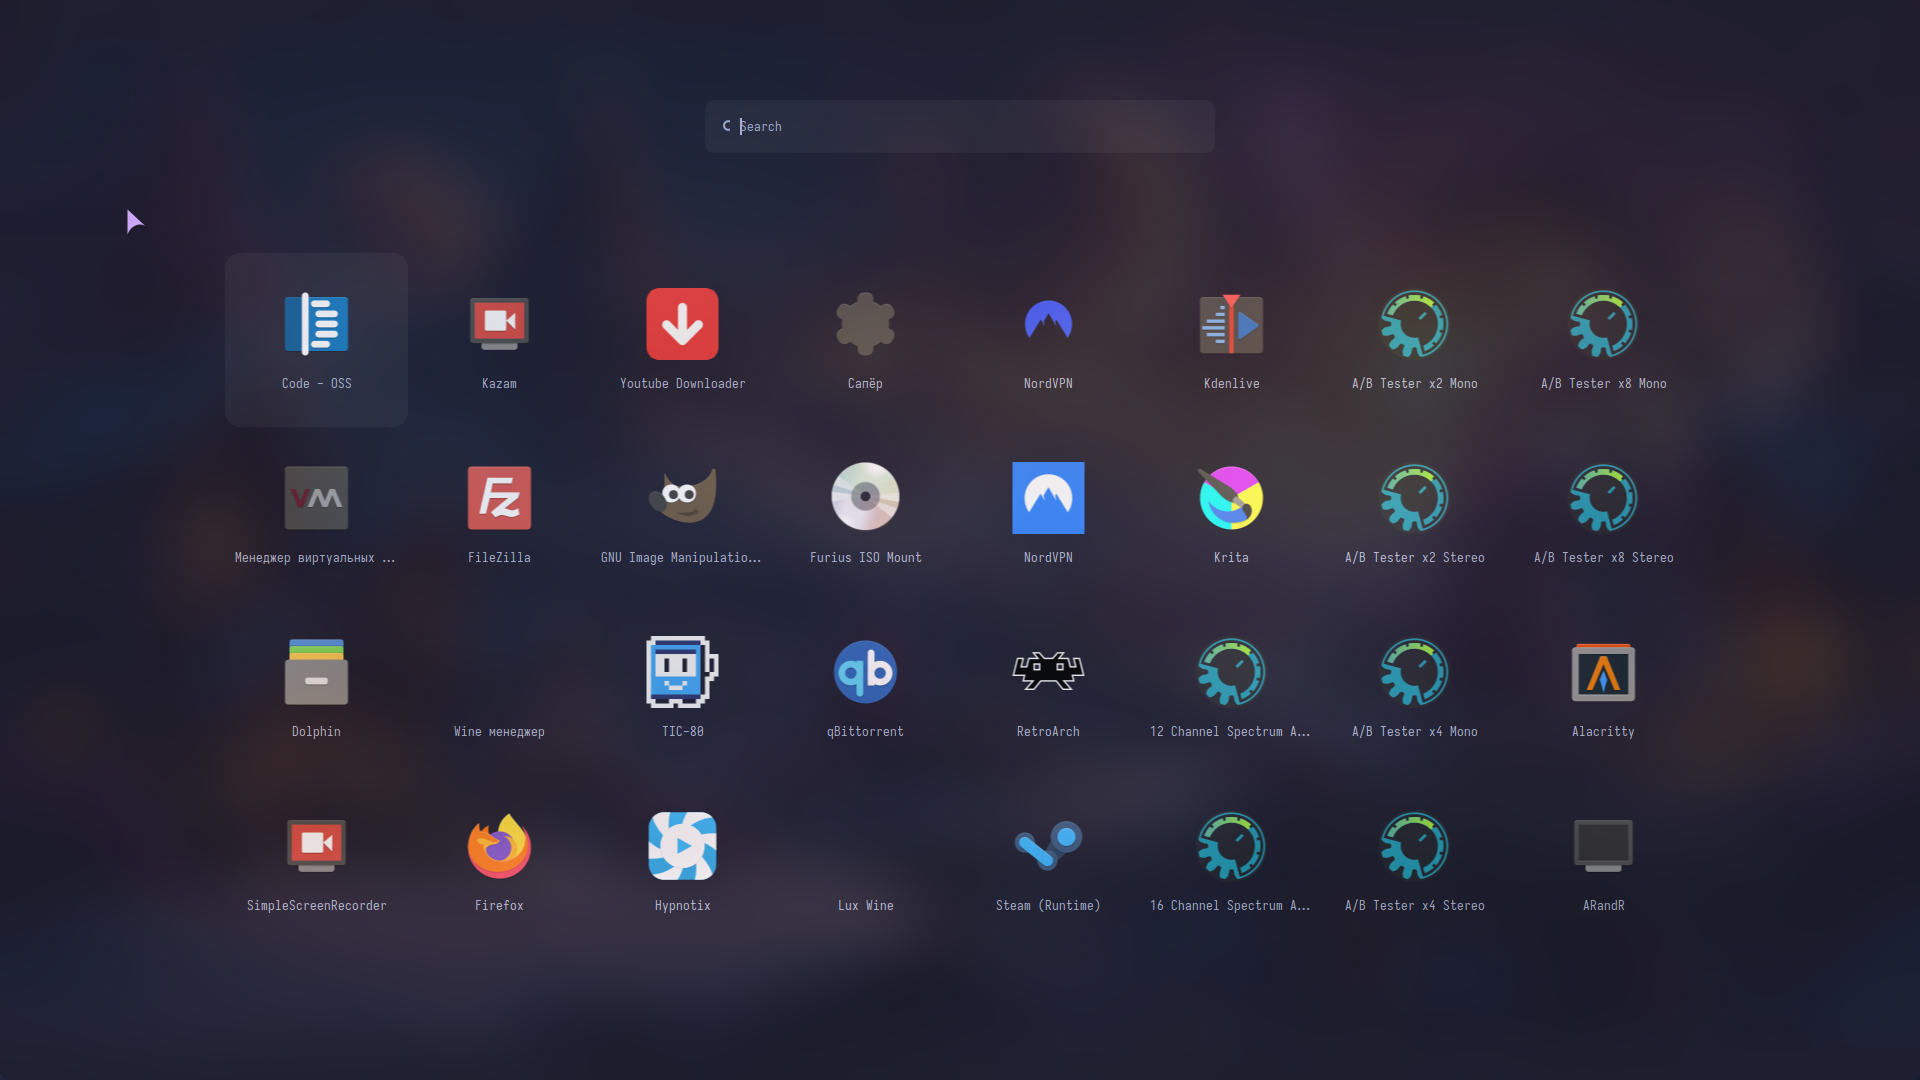 Search
Code - OSS
Kazam
Youtube Downloader
Сапёр
NordVPN
Kdenlive
A/B Tester x2 Mono
A/B Tester x8 Mono
VM
Менеджер виртуальных ...
Fz
FileZilla
GNU Image Manipulatio...
Furius ISO Mount
NordVPN
Krita
A/B Tester x2 Stereo
A/B Tester x8 Stereo
Dolphin
Wine менеджер
TIC-80
qb
qBittorrent
RetroArch
12 Channel Spectrum A...
A/B Tester x4 Mono
Alacritty
SimpleScreenRecorder
Firefox
Hypnotix
Lux Wine
Steam (Runtime)
16 Channel Spectrum A...
A/B Tester x4 Stereo
ARandR